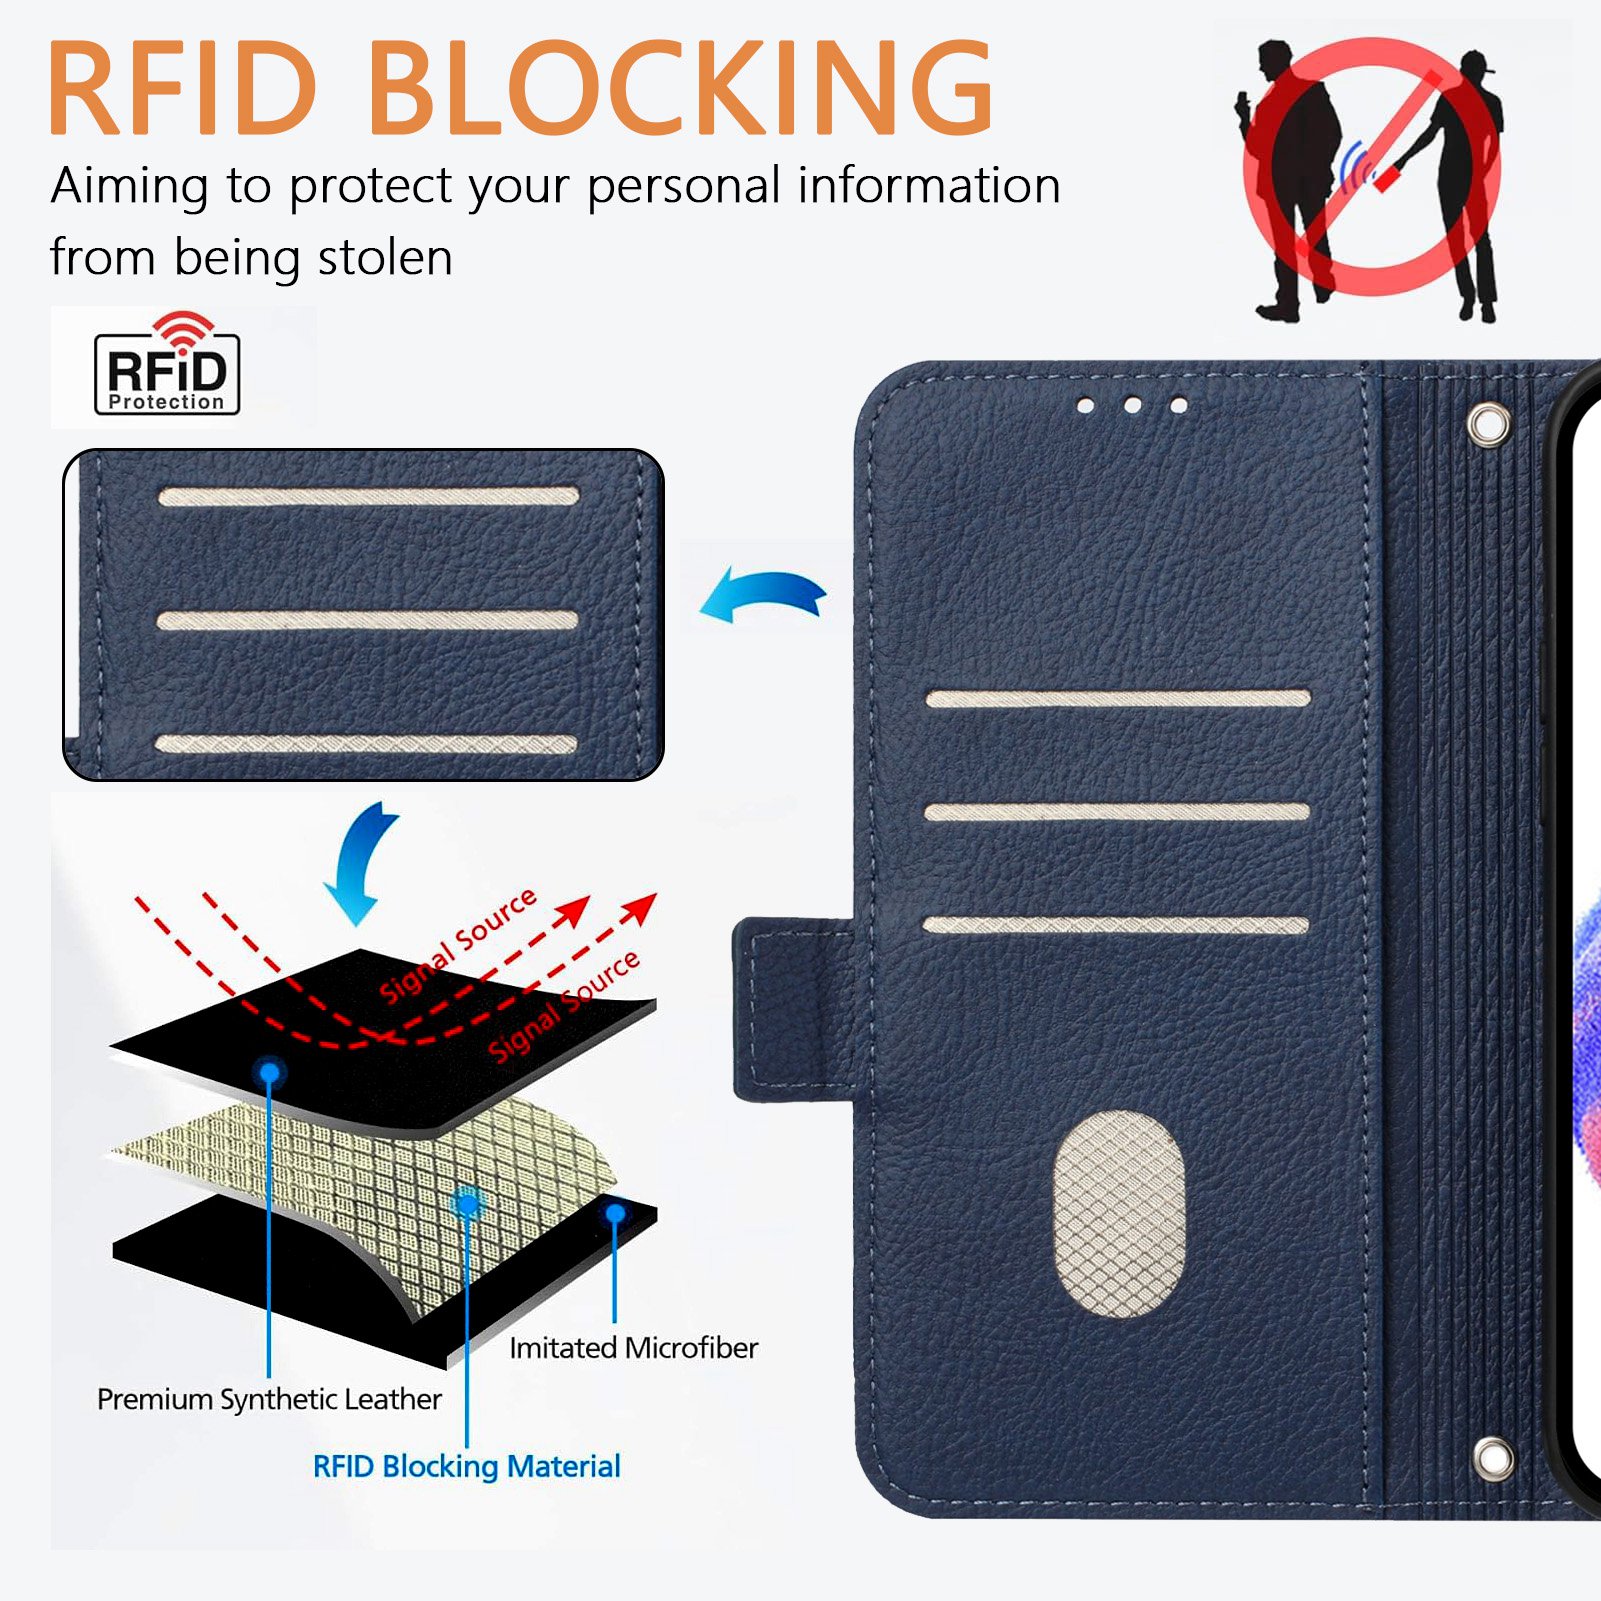 RFID BLOCKING
Aiming to protect your personal information
from being stolen
RFiD
Protection
Signal Source
Signal Source
Imitated Microfiber
Premium Synthetic Leather
RFID Blocking Material